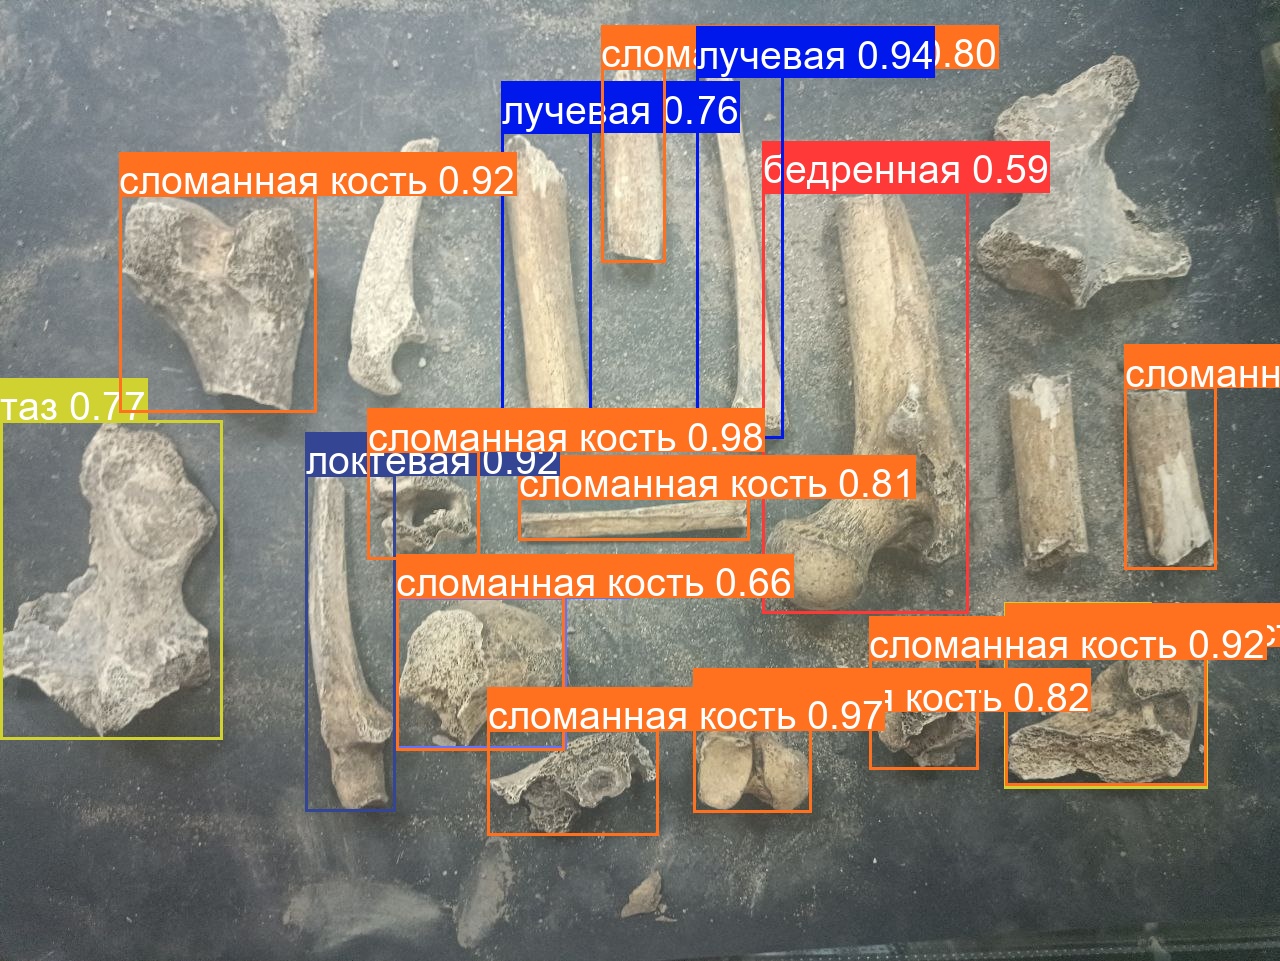 слома
лучевая 0.94
0.80
лучевая 0.76
бедренная 0.59
сломанная кость 0.92
сломанн
таз 0.77
сломанная кость 0.98
локтевая 0.92
сломанная кость 0.81
сломанная кость 0.66
сломанная кость 0.92
кость 0.82
сломанная кость 0.97